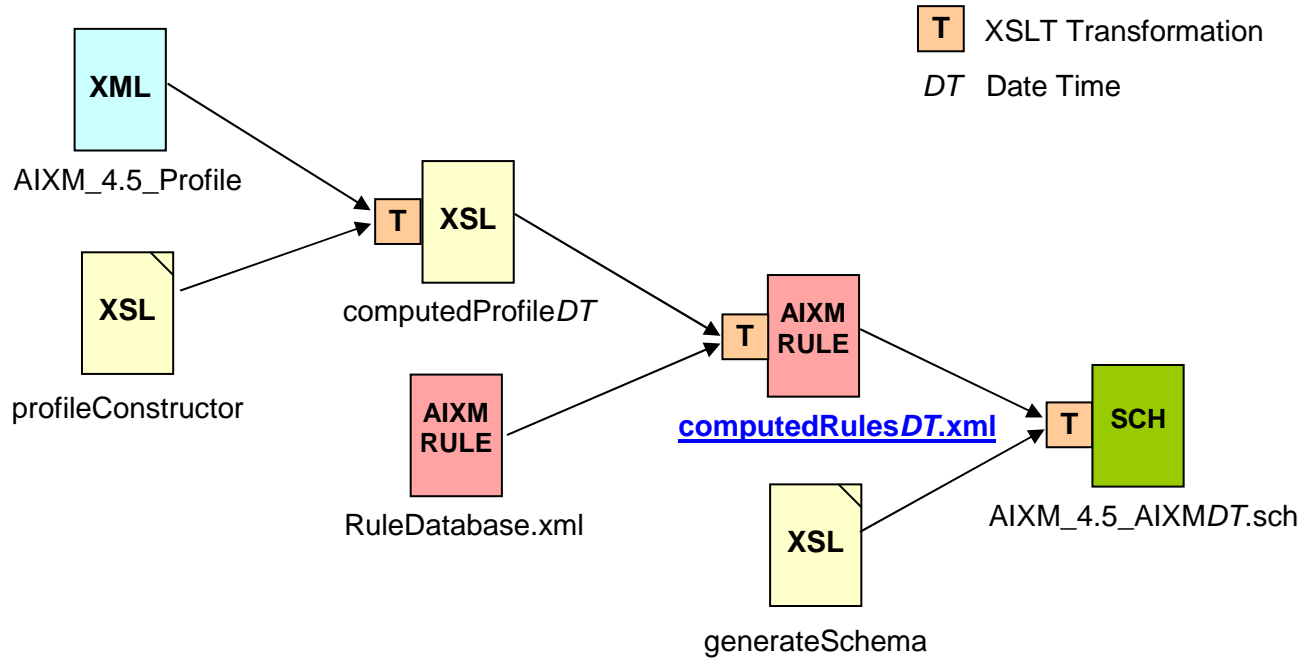 T XSLT Transformation
DT Date Time
XML
AIXM_4.5_Profile
T
XSL
computedProfileDT
XSL
profileConstructor
T
AIXM
RULE
computedRulesDT.xml
AIXM
RULE
RuleDatabase.xml
T
SCH
AIXM_4.5_AIXMDT.sch
XSL
generateSchema